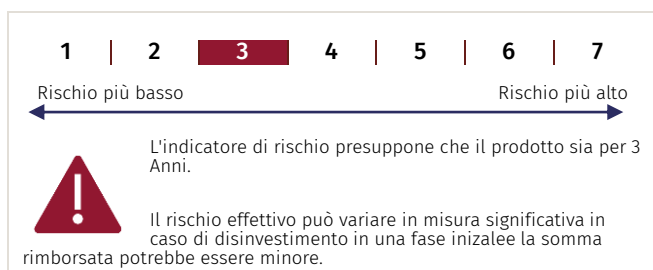 1 2 3 4 5 6 7
Rischio più basso Rischio più alto
L'indicatore di rischio presuppone che il prodotto sia per 3
Anni.
Il rischio effettivo può variare in misura significativa in
caso di disinvestimento in una fase inizalee la somma
rimborsata potrebbe essere minore.